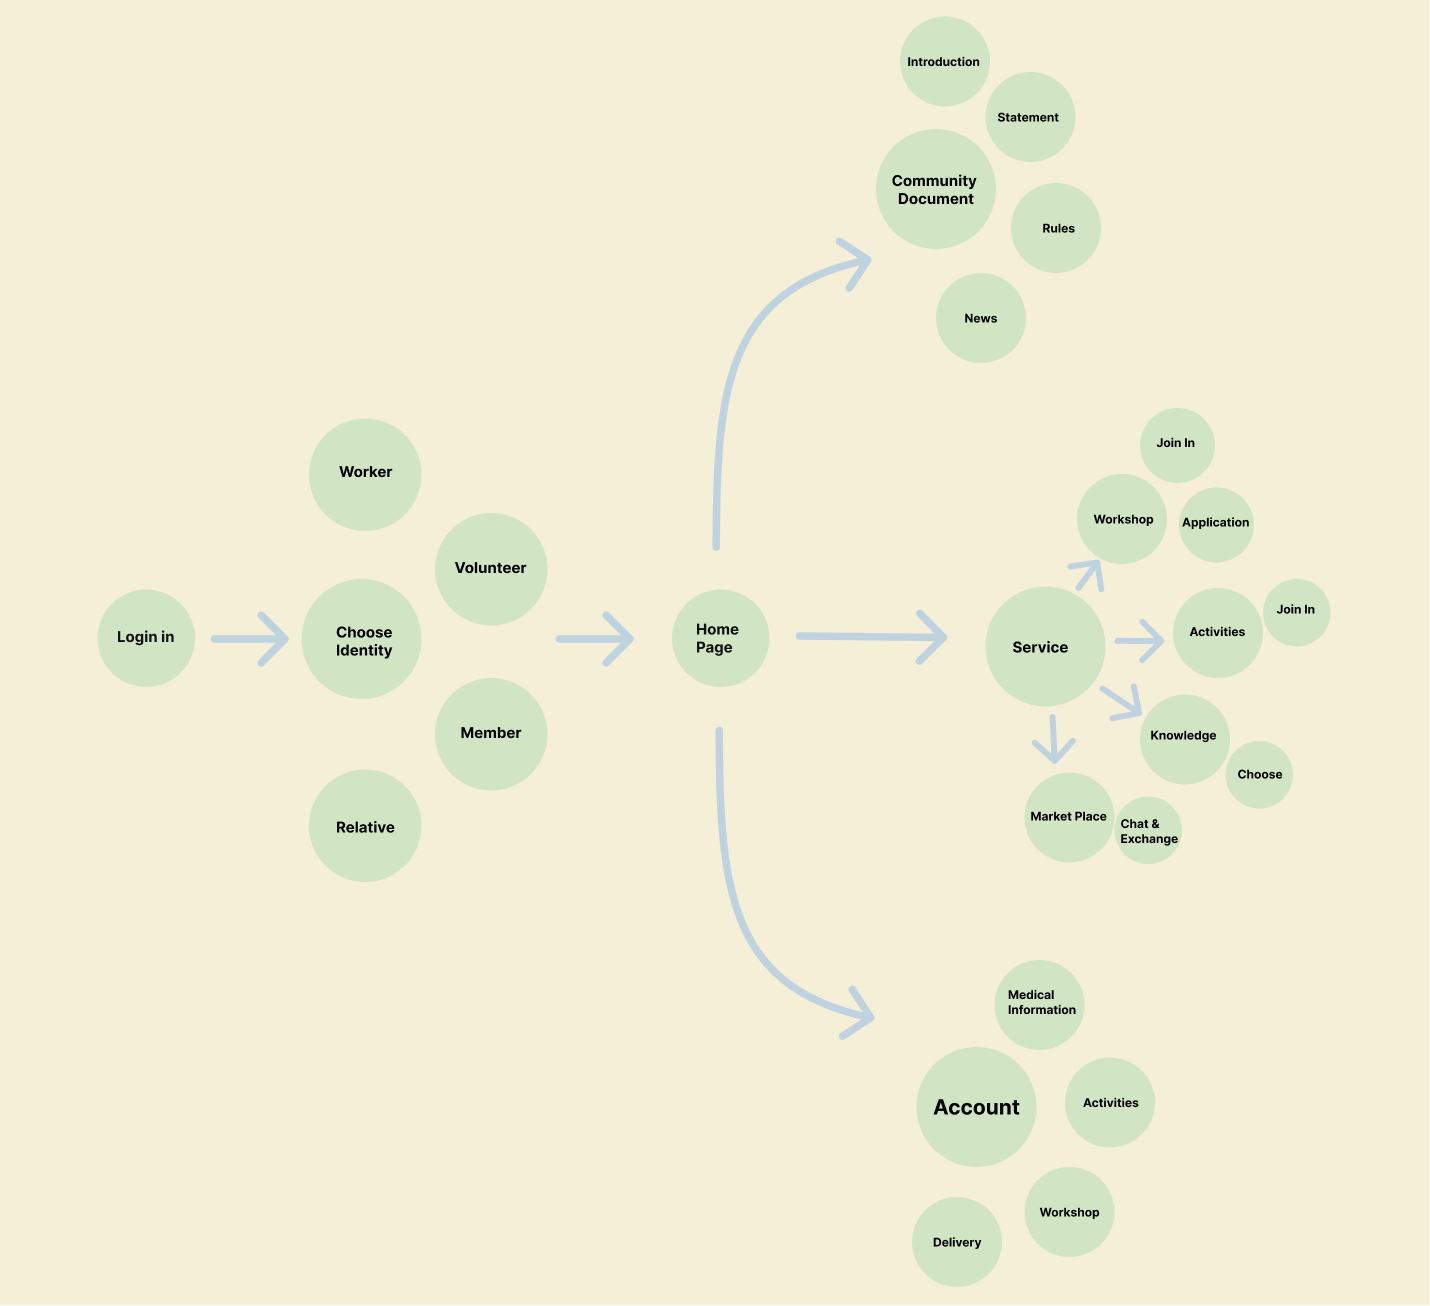 Login in
Worker
Volunteer
Choose
Identity
Member
Relative
Home
Page
Introduction
Statement
Community
Document
Rules
News
Service
Join In
Workshop
Application
Activities
Join In
Knowledge
Choose
Market Place
Chat &
Exchange
Medical
Information
Account
Activities
Workshop
Delivery